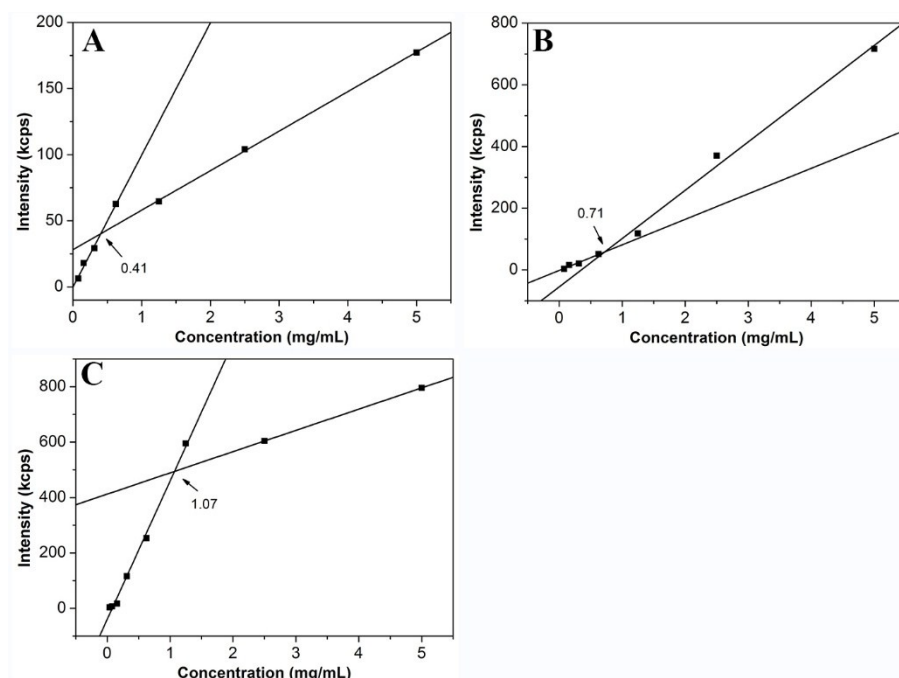 A
Intensity (kcps)
200
150
100
50
0
0.41
0 1 2 3 4 5
Concentration (mg/mL)
B
Intensity (kcps)
800
600
400
200
0
0.71
0 1 2 3 4 5
Concentration (mg/mL)
C
Intensity (kcps)
800
600
400
200
0
1.07
0 1 2 3 4 5
Concentration (mg/mL)